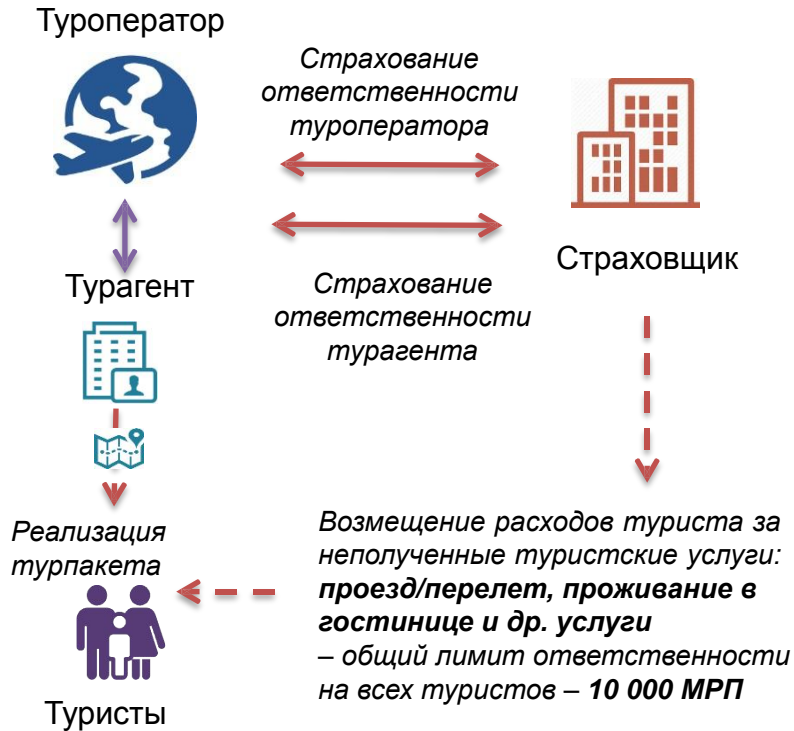 Туроператор
Страхование
ответственности
туроператора
Турагент
Страховщик
Страхование
ответственности
турагента
Реализация
турпакета
Возмещение расходов туриста за
неполученные туристские услуги:
проезд/перелет, проживание в
гостинице и др. услуги
– общий лимит ответственности
на всех туристов – 10 000 МРП
Туристы